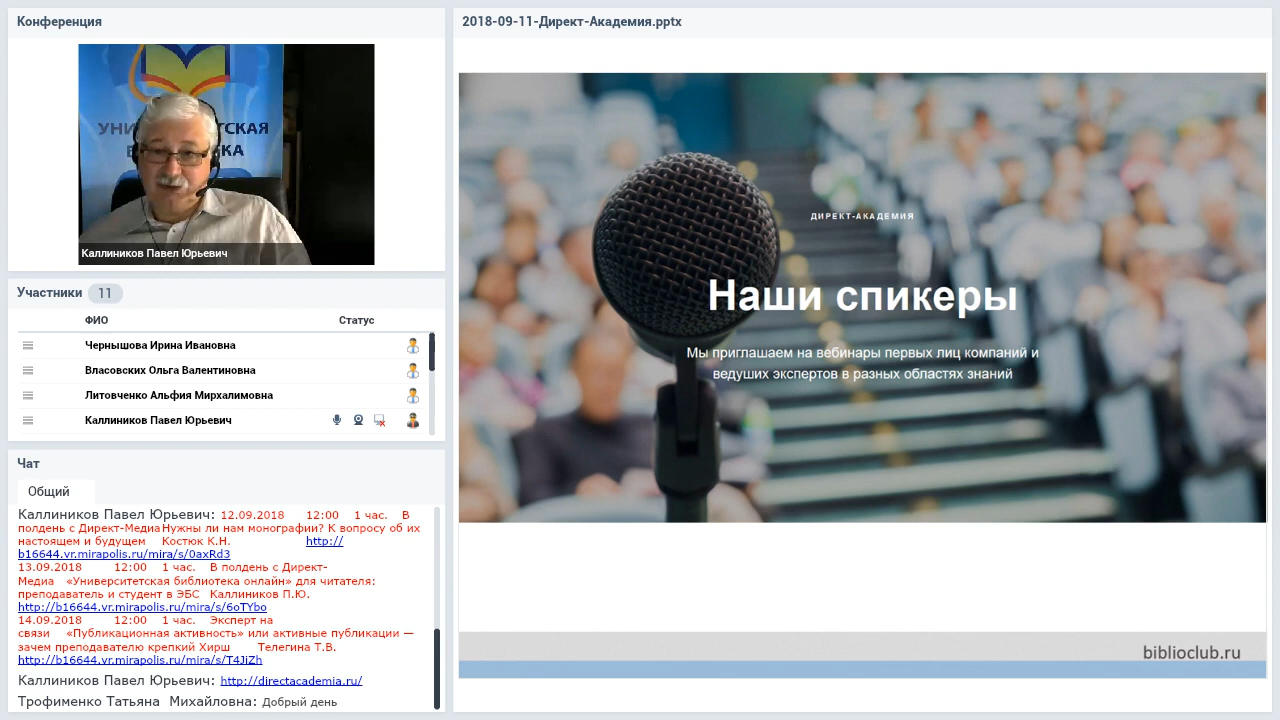 Конференция
УНИ
ТСКАЯ
КА
Каллиников Павел Юрьевич
Участники 11
ФИО Статус
Чернышова Ирина Ивановна
Власовских Ольга Валентиновна
Литовченко Альфия Мирхалимовна
Каллиников Павел Юрьевич
Чат
Общий
Каллиников Павел Юрьевич: 12.09.2018 12:00 1 час. В
полдень с Директ-Медиа Нужны ли нам монографии? К вопросу об их
настоящем и будущем Костюк К.Н. http://
b16644.vr.mirapolis.ru/mira/s/0axRd3
13.09.2018 12:00 1 час. В полдень с Директ-
Медиа «Университетская библиотека онлайн» для читателя:
преподаватель и студент в ЭБС Каллиников П.Ю.
http://b16644.vr.mirapolis.ru/mira/s/6oTYbo
14.09.2018 12:00 1 час. Эксперт на
связи «Публикационная активность» или активные публикации —
зачем преподавателю крепкий Хирш Телегина Т.В.
http://b16644.vr.mirapolis.ru/mira/s/T4JiZh
Каллиников Павел Юрьевич: http://directacademia.ru/
Трофименко Татьяна Михайловна: Добрый день
2018-09-11-Директ-Академия.pptx
ДИРЕКТ-АКАДЕМИЯ
Наши спикеры
Мы приглашаем на вебинары первых лиц компаний и
ведущих экспертов в разных областях знаний
biblioclub.ru